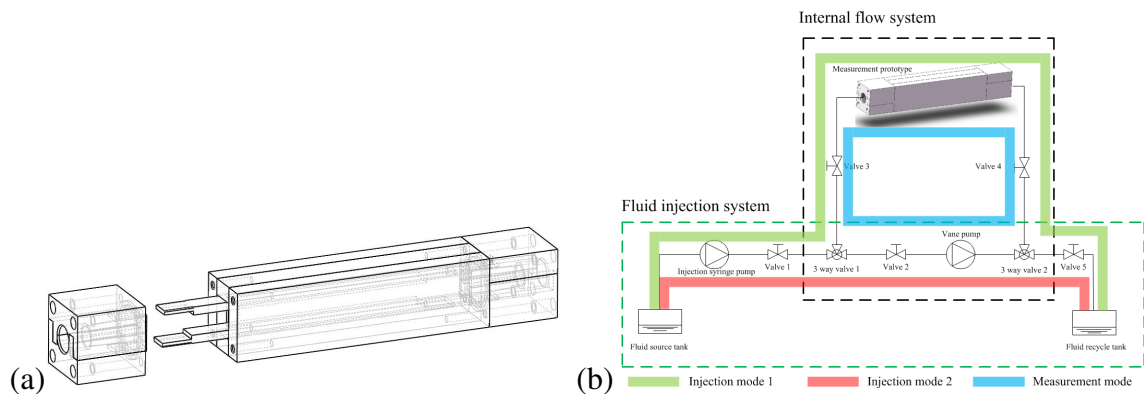 Internal flow system
Measurement prototype
Valve 3
Valve 4
Fluid injection system
Vane pump
Injection syringe pump
Valve 1
3 way valve 1
Valve 2
3 way valve 2
Valve 5
Fluid source tank
Fluid recycle tank
(a)
(b)
Injection mode 1
Injection mode 2
Measurement mode